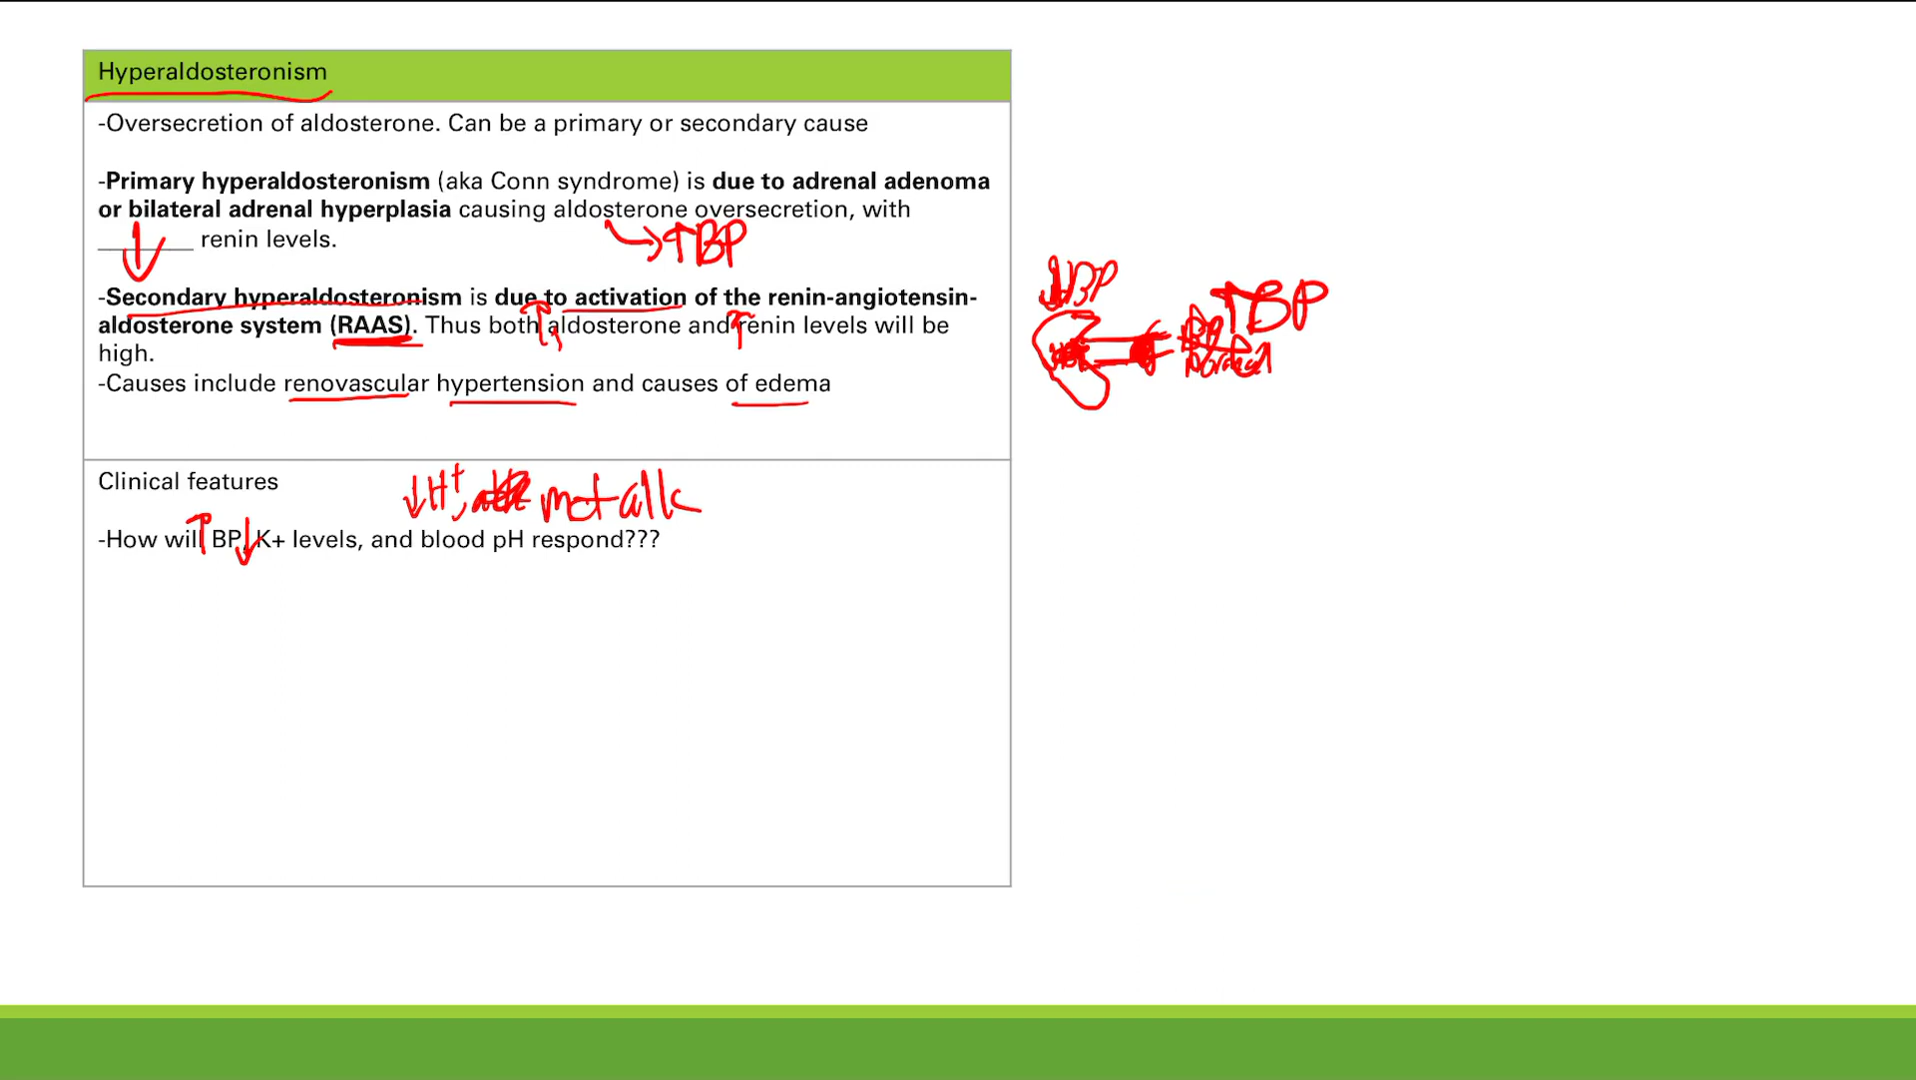 Hyperaldosteronism
-Oversecretion of aldosterone. Can be a primary or secondary cause
-Primary hyperaldosteronism (aka Conn syndrome) is due to adrenal adenoma
or bilateral adrenal hyperplasia causing aldosterone oversecretion, with
________ renin levels.
↓
→ ↑BP
-Secondary hyperaldosteronism is due to activation of the renin-angiotensin-
aldosterone system (RAAS). Thus both aldosterone and renin levels will be
high.
-Causes include renovascular hypertension and causes of edema
↓BP
↑BP
Normal
Clinical features
↓H+, met alk
-How will ↑ BP, ↓ K+ levels, and blood pH respond???